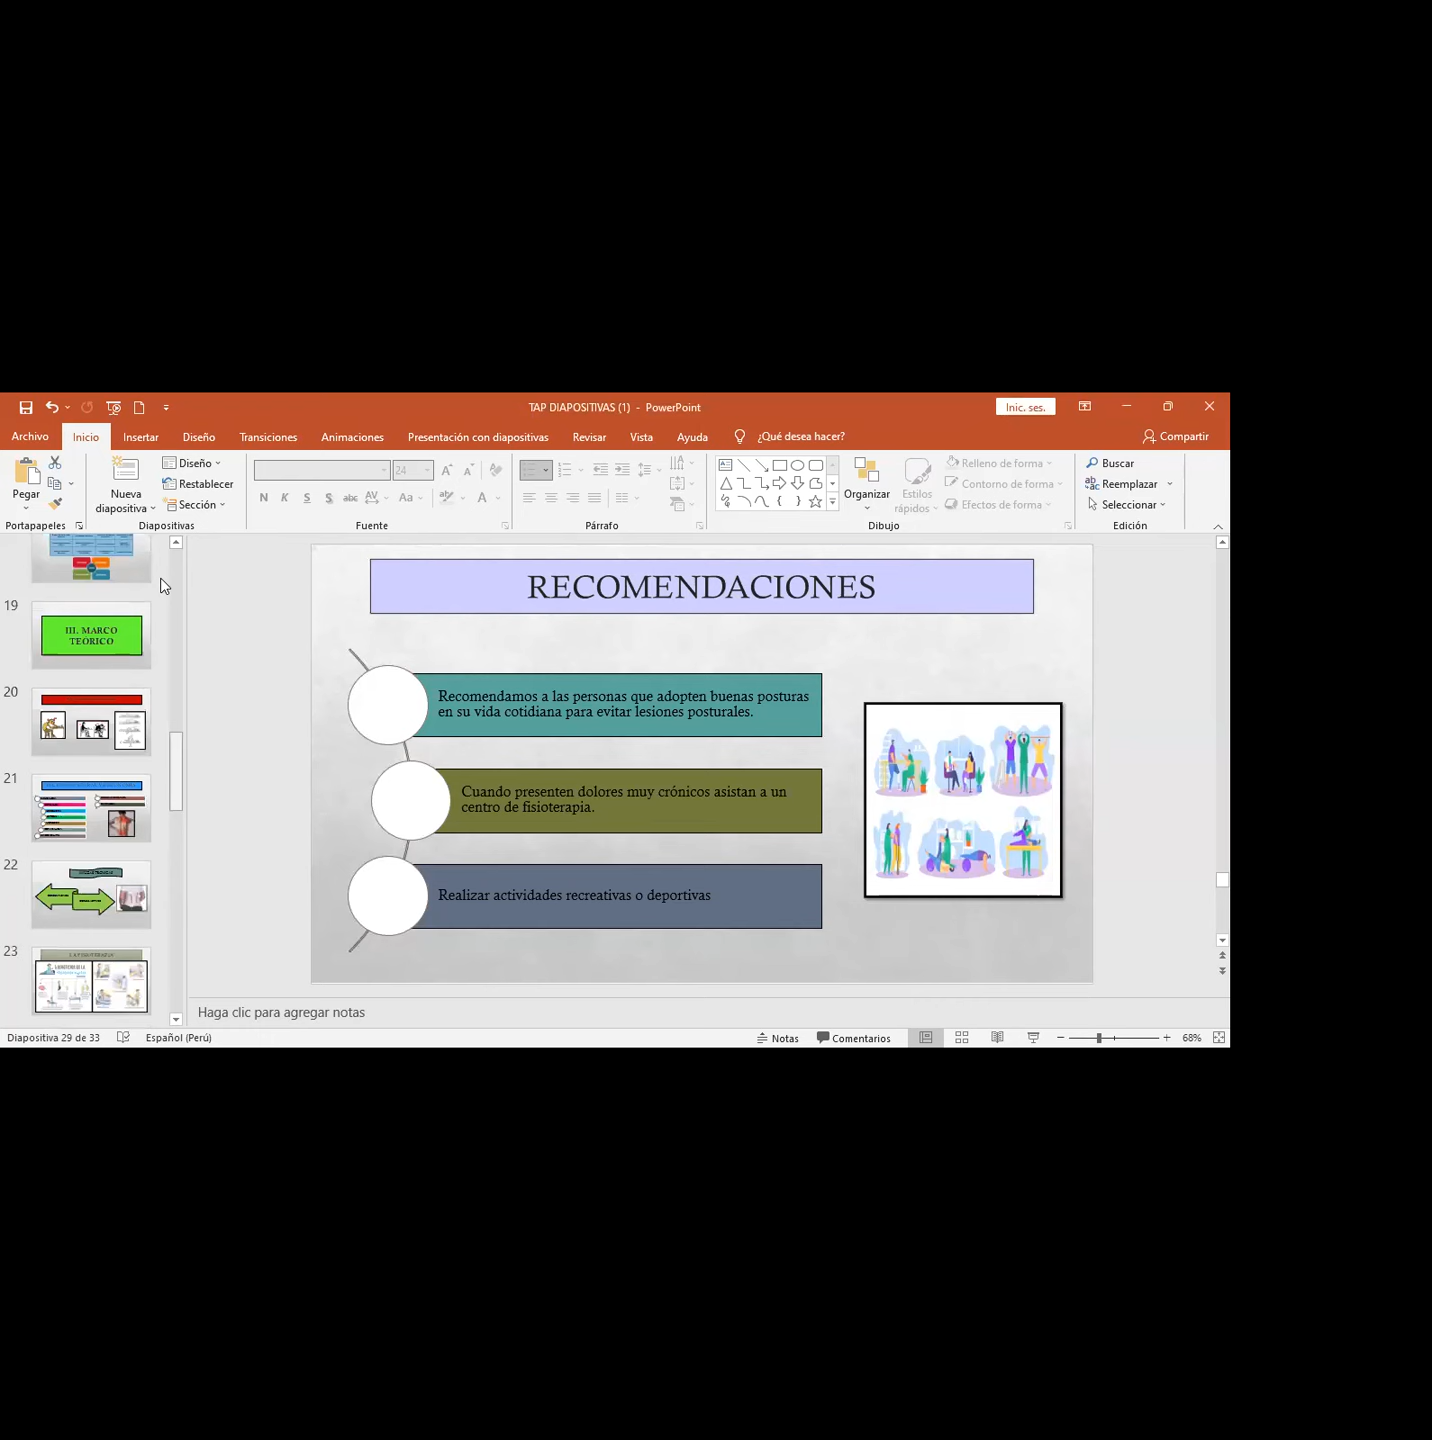 TAP DIAPOSITIVAS (1) - PowerPoint
Inic. ses.
Archivo
Inicio
Insertar
Diseño
Transiciones
Animaciones
Presentación con diapositivas
Revisar
Vista
Ayuda
¿Qué desea hacer?
Compartir
Pegar
Nueva
diapositiva
Diseño
Restablecer
Sección
24
N K S S abc AV Aa A
Organizar
Estilos
rápidos
Relleno de forma
Contorno de forma
Efectos de forma
Buscar
Reemplazar
Seleccionar
Portapapeles
Diapositivas
Fuente
Párrafo
Dibujo
Edición
19
III. MARCO
TEÓRICO
20
21
22
23
RECOMENDACIONES
Recomendamos a las personas que adopten buenas posturas
en su vida cotidiana para evitar lesiones posturales.
Cuando presenten dolores muy crónicos asistan a un
centro de fisioterapia.
Realizar actividades recreativas o deportivas
Haga clic para agregar notas
Diapositiva 29 de 33
Español (Perú)
Notas
Comentarios
68%